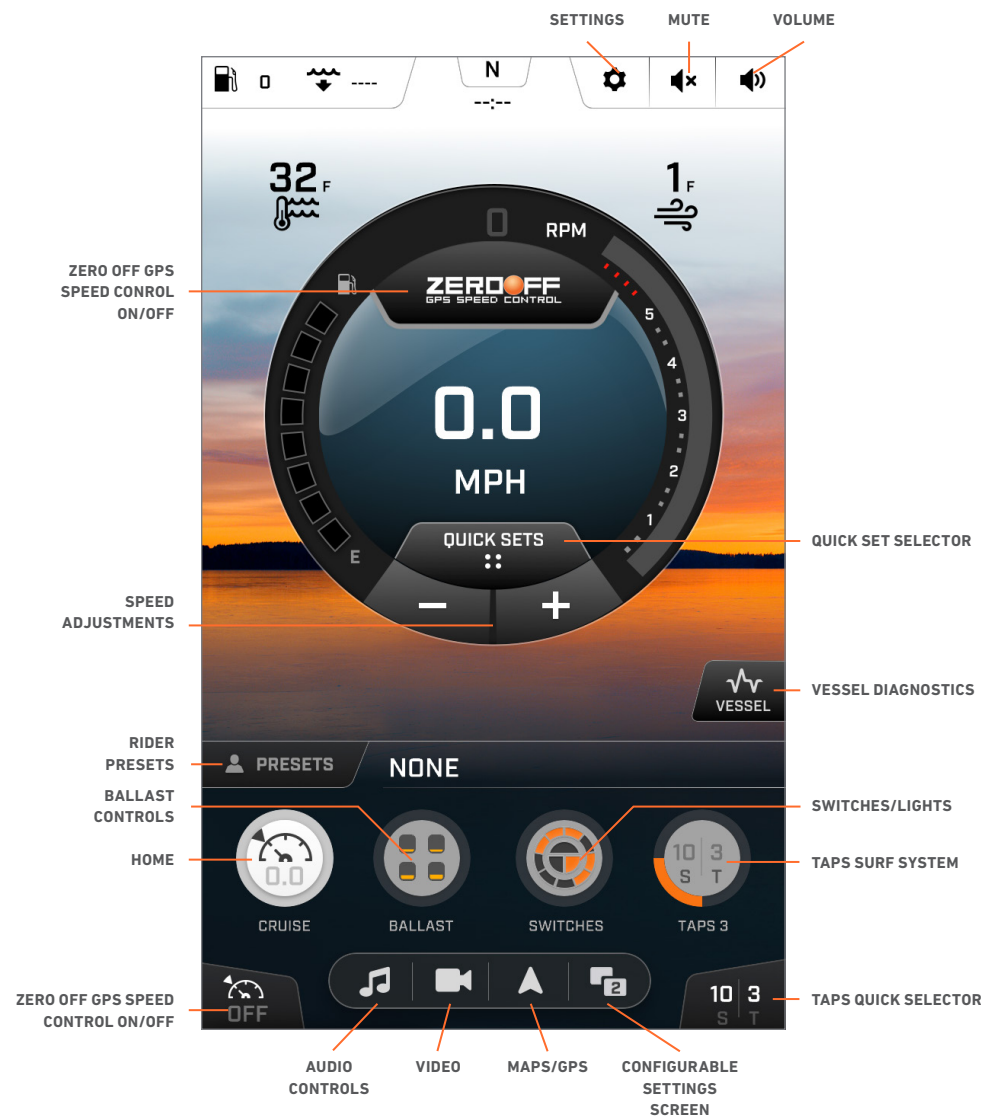 SETTINGS MUTE VOLUME
0 ---- N
--:--
32 F
1 F
0 RPM
ZERO OFF GPS
SPEED CONROL
ON/OFF
ZEROOFF
GPS SPEED CONTROL
5
4
3
2
1
0.0
MPH
QUICK SETS
QUICK SET SELECTOR
E
SPEED
ADJUSTMENTS
− +
VESSEL
VESSEL DIAGNOSTICS
RIDER
PRESETS
PRESETS NONE
BALLAST
CONTROLS
SWITCHES/LIGHTS
HOME
0.0
10 3
S T
TAPS SURF SYSTEM
CRUISE BALLAST SWITCHES TAPS 3
ZERO OFF GPS SPEED
CONTROL ON/OFF
OFF
2
10 3
S T
TAPS QUICK SELECTOR
AUDIO
CONTROLS
VIDEO
MAPS/GPS
CONFIGURABLE
SETTINGS
SCREEN